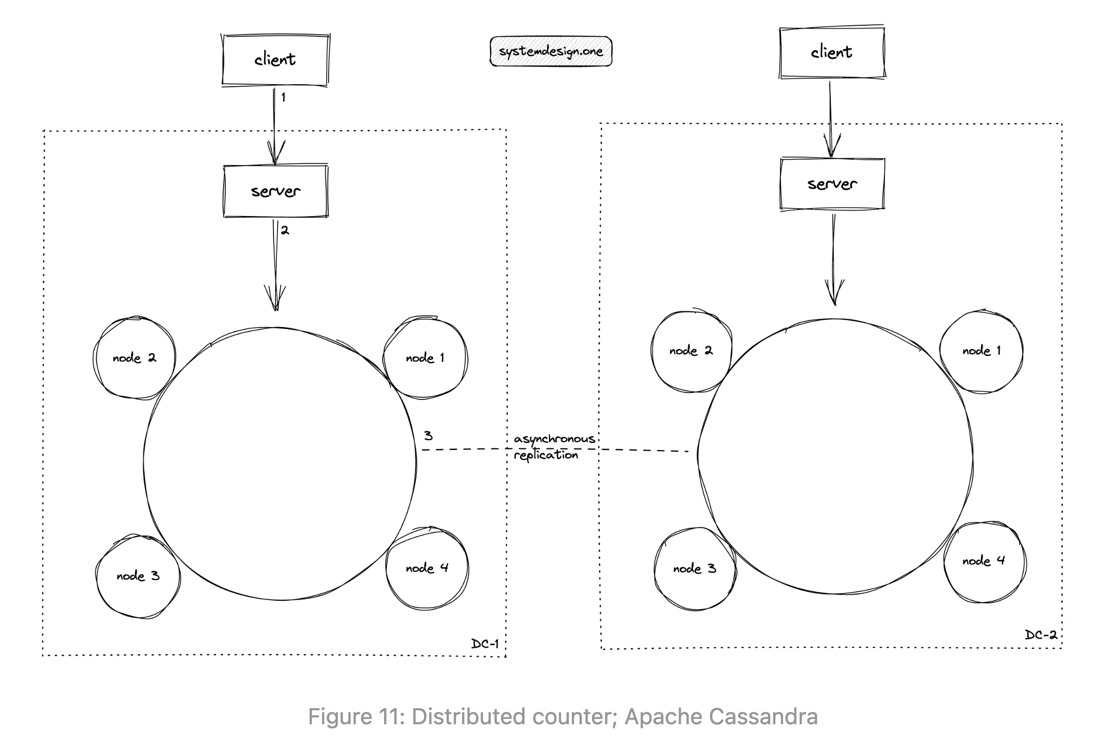 client
systemdesign.one
client
1
server
server
2
node 2
node 1
node 2
node 1
3
asynchronous
replication
node 3
node 4
node 3
node 4
DC-1
DC-2
Figure 11: Distributed counter; Apache Cassandra